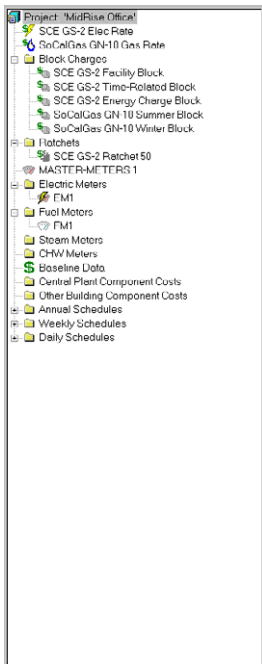 Project: 'MidRise Office'
SCE GS-2 Elec Rate
SoCalGas GN-10 Gas Rate
Block Charges
SCE GS-2 Facility Block
SCE GS-2 Time-Related Block
SCE GS-2 Energy Charge Block
SoCalGas GN-10 Summer Block
SoCalGas GN-10 Winter Block
Ratchets
SCE GS-2 Ratchet 50
MASTER-METERS 1
Electric Meters
EM1
Fuel Meters
FM1
Steam Meters
CHW Meters
Baseline Data
Central Plant Component Costs
Other Building Component Costs
Annual Schedules
Weekly Schedules
Daily Schedules